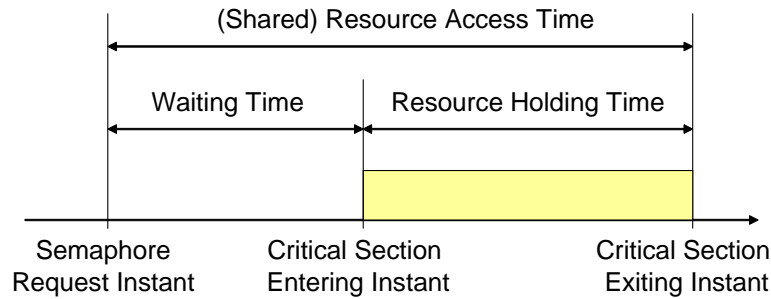 (Shared) Resource Access Time
Waiting Time
Resource Holding Time
Semaphore
Request Instant
Critical Section
Entering Instant
Critical Section
Exiting Instant